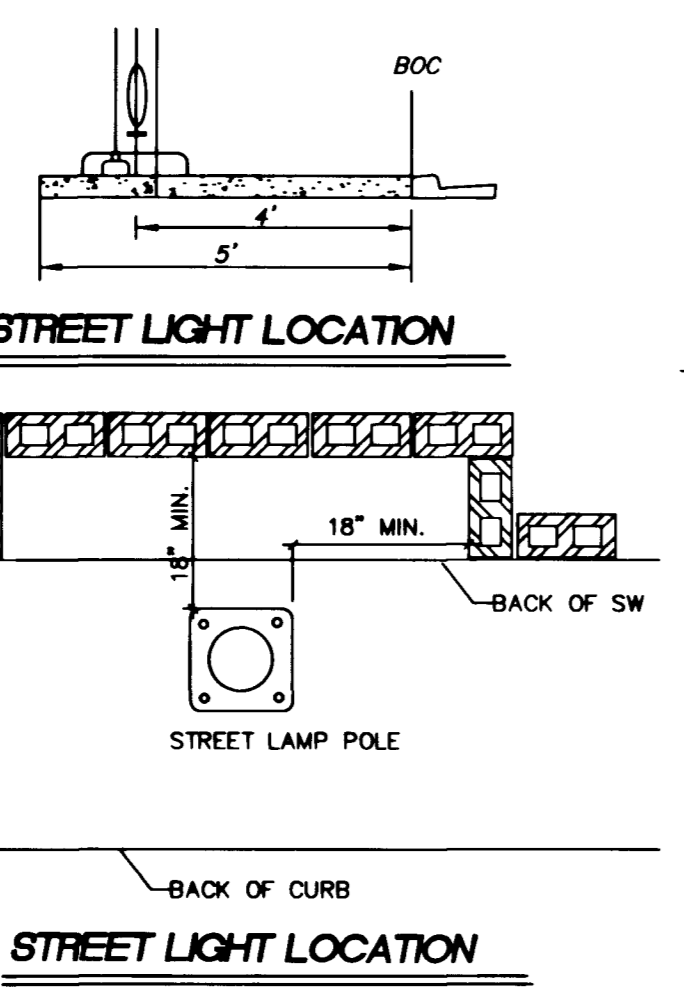 BOC
4'
5'
STREET LIGHT LOCATION
18" MIN.
18" MIN.
BACK OF SW
STREET LAMP POLE
BACK OF CURB
STREET LIGHT LOCATION